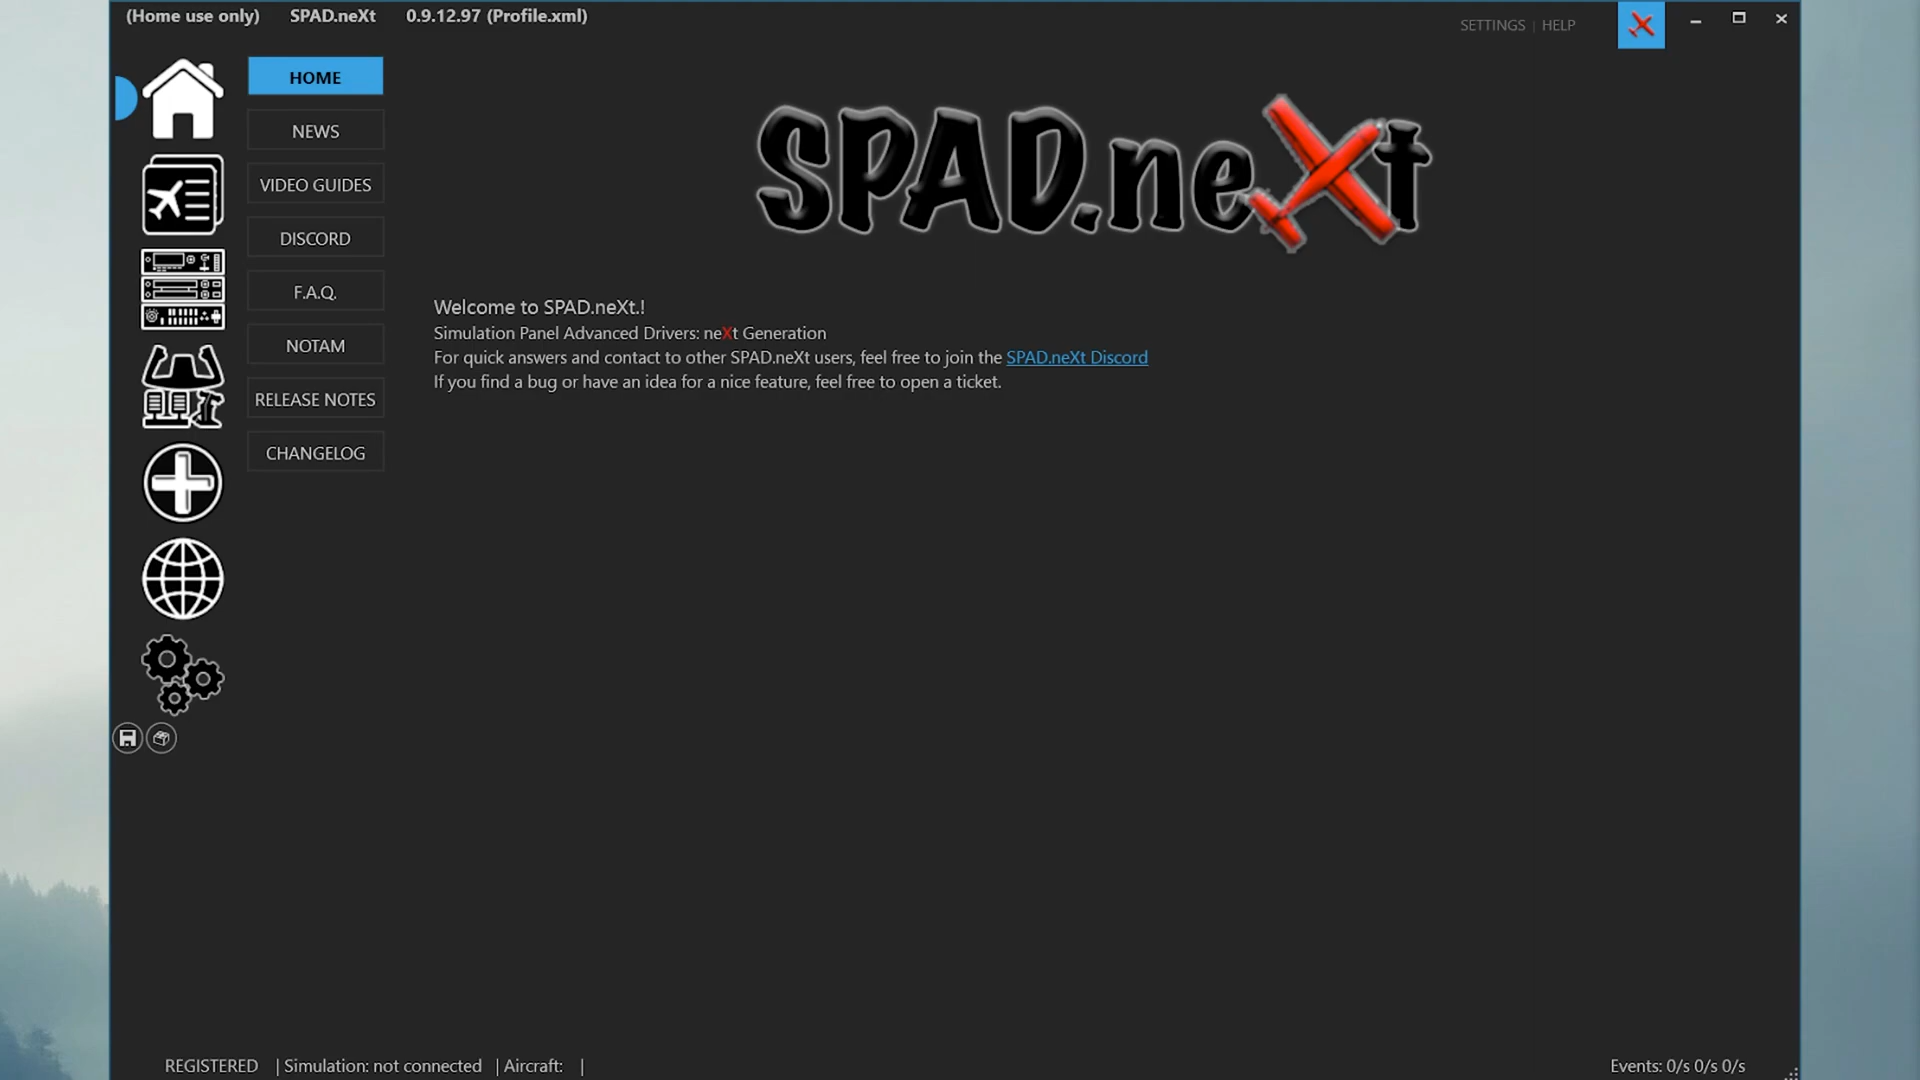 (Home use only) SPAD.neXt 0.9.12.97 (Profile.xml)
SETTINGS | HELP
HOME
NEWS
VIDEO GUIDES
DISCORD
F.A.Q.
NOTAM
RELEASE NOTES
CHANGELOG
SPAD.neXt
Welcome to SPAD.neXt.!
Simulation Panel Advanced Drivers: neXt Generation
For quick answers and contact to other SPAD.neXt users, feel free to join the SPAD.neXt Discord
If you find a bug or have an idea for a nice feature, feel free to open a ticket.
REGISTERED | Simulation: not connected | Aircraft: |
Events: 0/s 0/s 0/s